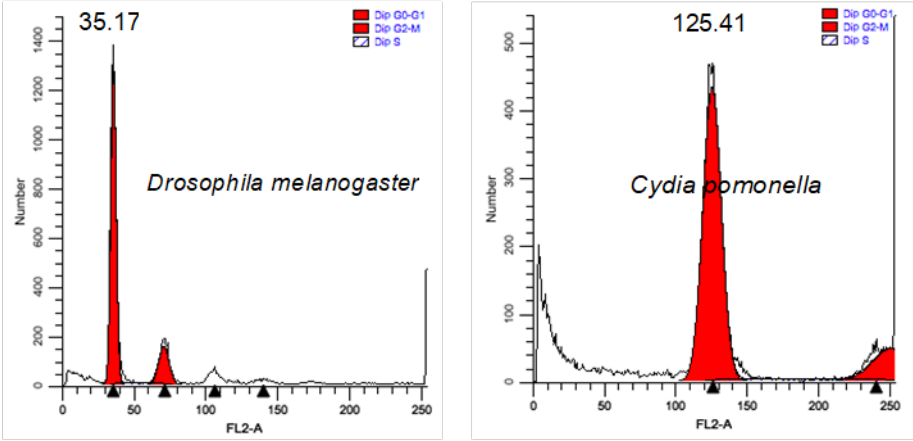 35.17
Dip G0-G1
Dip G2-M
Dip S
Drosophila melanogaster
Number
1400
1200
1000
800
600
400
200
0
0 50 100 150 200 250
FL2-A
125.41
Dip G0-G1
Dip G2-M
Dip S
Cydia pomonella
Number
500
400
300
200
100
0
0 50 100 150 200 250
FL2-A